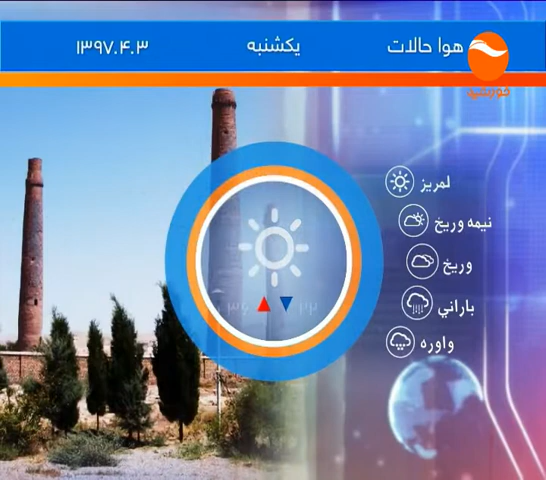 هوا حالات
یکشنبه
۱۳۹۷.۴.۳
لمریز
نیمه وریځ
وریځ
باراني
واوره